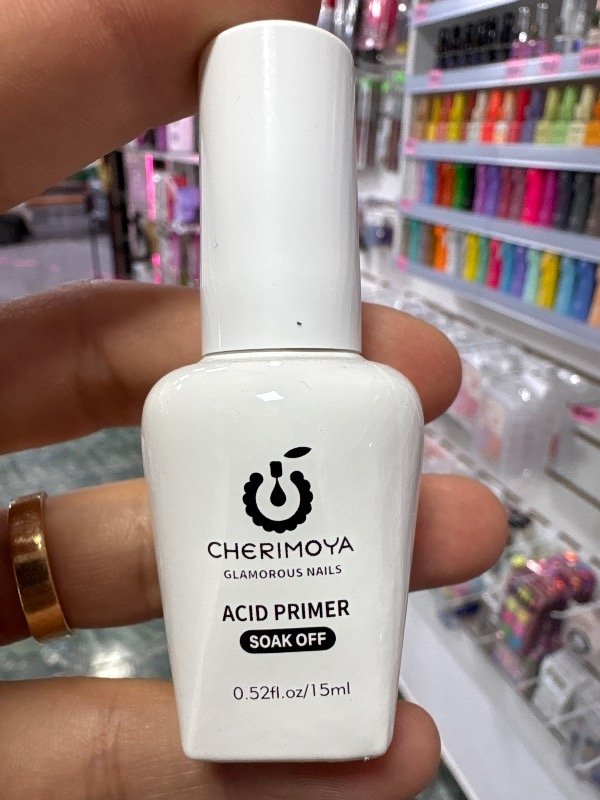 CHERIMOYA
GLAMOROUS NAILS
ACID PRIMER
SOAK OFF
0.52fl.oz/15ml